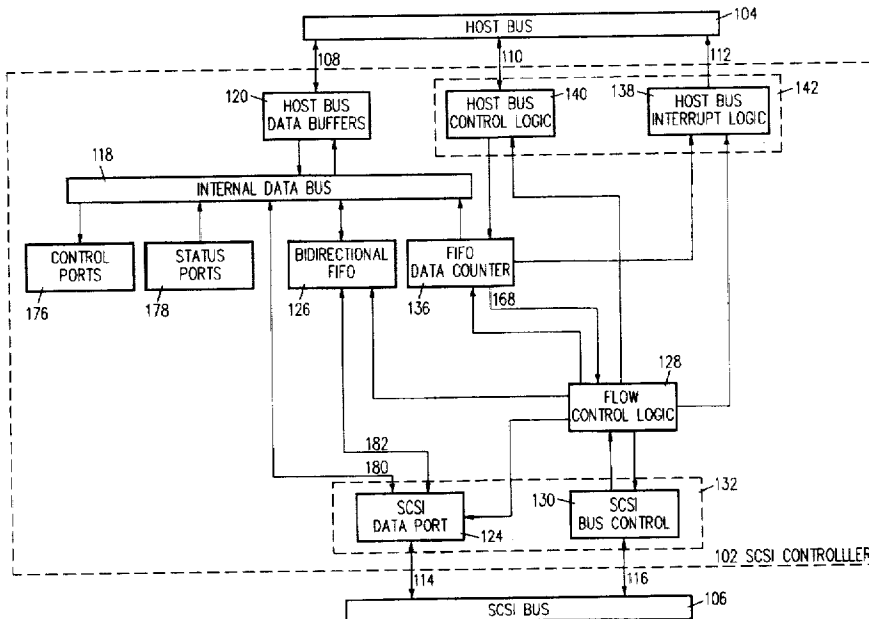 HOST BUS
104
108
110
112
120
HOST BUS
DATA BUFFERS
HOST BUS
CONTROL LOGIC
140
138
HOST BUS
INTERRUPT LOGIC
142
118
INTERNAL DATA BUS
CONTROL
PORTS
176
STATUS
PORTS
178
BIDIRECTIONAL
FIFO
126
FIFO
DATA COUNTER
136
168
128
FLOW
CONTROL LOGIC
182
180
SCSI
DATA PORT
124
130
SCSI
BUS CONTROL
132
102 SCSI CONTROLLLER
114
116
SCSI BUS
106